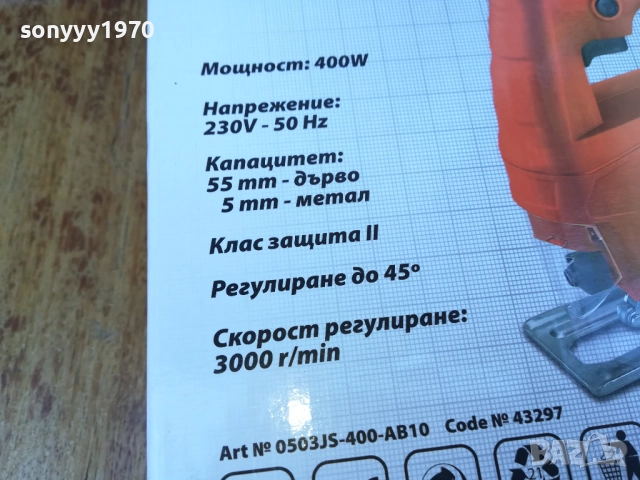 sonyyy1970
Мощност: 400W
Напрежение:
230V - 50 Hz
Капацитет:
55 mm - дърво
5 mm - метал
Клас защита II
Регулиране до 45º
Скорост регулиране:
3000 r/min
Art № 0503JS-400-AB10 Code № 43297